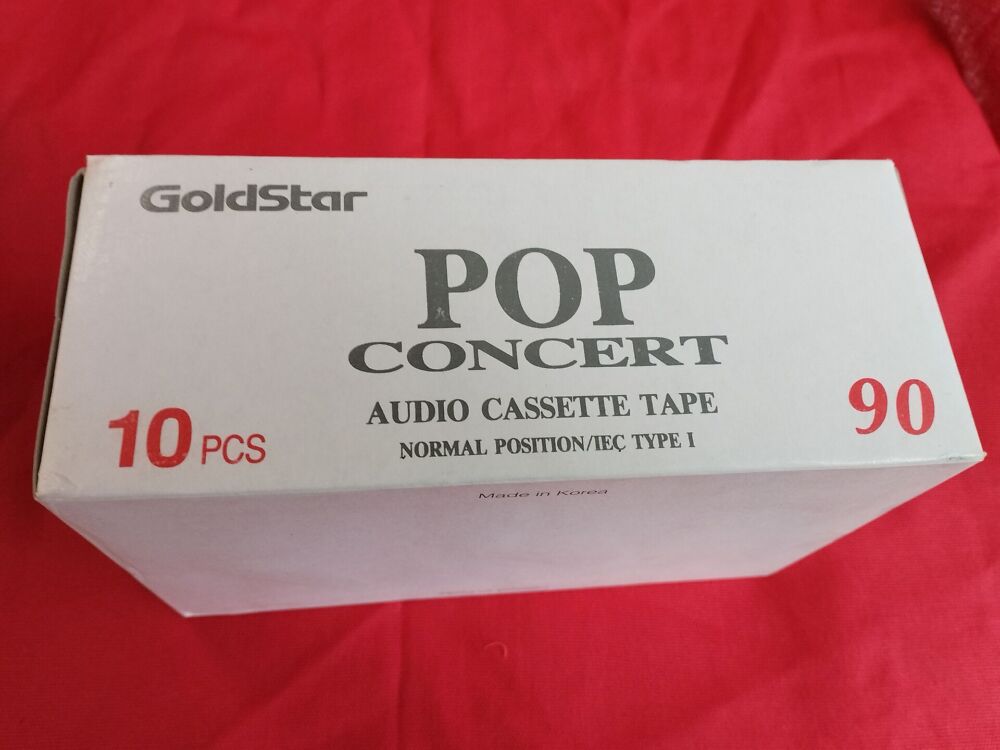 GoldStar
POP
CONCERT
AUDIO CASSETTE TAPE
NORMAL POSITION/IEC TYPE I
10 PCS
90
Made in Korea